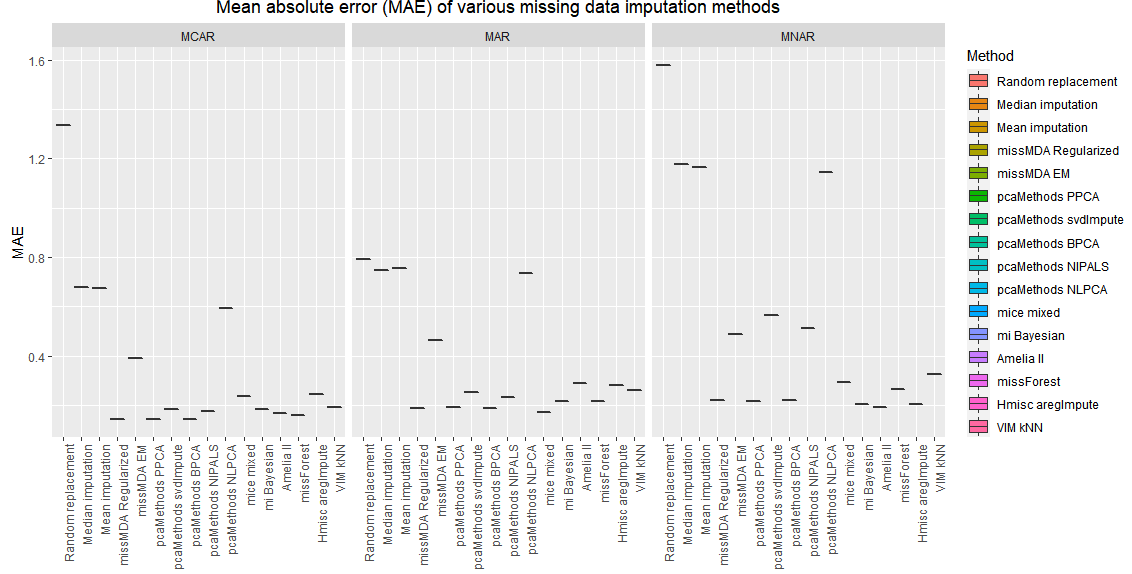 Mean absolute error (MAE) of various missing data imputation methods
MCAR
MAR
MNAR
MAE
1.6
1.2
0.8
0.4
Random replacement
Median imputation
Mean imputation
missMDA Regularized
missMDA EM
pcaMethods PPCA
pcaMethods svdImpute
pcaMethods BPCA
pcaMethods NIPALS
pcaMethods NLPCA
mice mixed
mi Bayesian
Amelia II
missForest
Hmisc aregImpute
VIM kNN
Random replacement
Median imputation
Mean imputation
missMDA Regularized
missMDA EM
pcaMethods PPCA
pcaMethods svdImpute
pcaMethods BPCA
pcaMethods NIPALS
pcaMethods NLPCA
mice mixed
mi Bayesian
Amelia II
missForest
Hmisc aregImpute
VIM kNN
Random replacement
Median imputation
Mean imputation
missMDA Regularized
missMDA EM
pcaMethods PPCA
pcaMethods svdImpute
pcaMethods BPCA
pcaMethods NIPALS
pcaMethods NLPCA
mice mixed
mi Bayesian
Amelia II
missForest
Hmisc aregImpute
VIM kNN
Method
Random replacement
Median imputation
Mean imputation
missMDA Regularized
missMDA EM
pcaMethods PPCA
pcaMethods svdImpute
pcaMethods BPCA
pcaMethods NIPALS
pcaMethods NLPCA
mice mixed
mi Bayesian
Amelia II
missForest
Hmisc aregImpute
VIM kNN